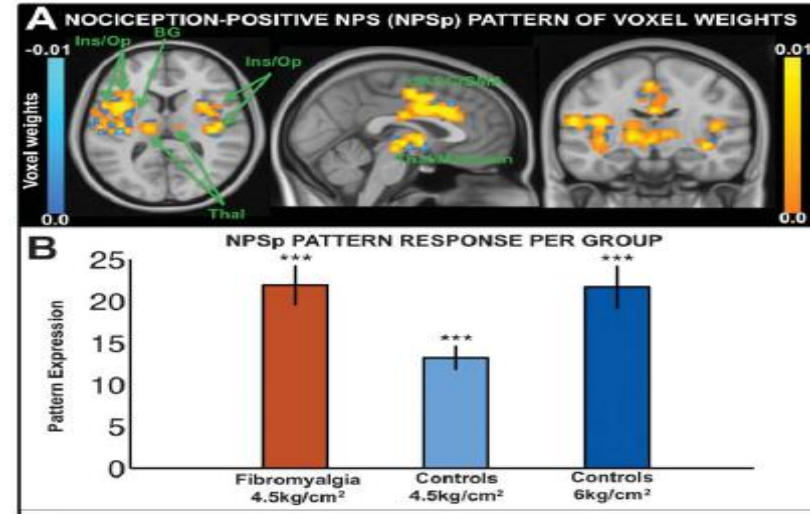 A NOCICEPTION-POSITIVE NPS (NPSp) PATTERN OF VOXEL WEIGHTS
-0.01
Ins/Op
BG
Ins/Op
0.01
Voxel weights
Thal
0.0
0.0
B
NPSp PATTERN RESPONSE PER GROUP
Pattern Expression
25
20
15
10
5
0
***
***
***
Fibromyalgia
4.5kg/cm²
Controls
4.5kg/cm²
Controls
6kg/cm²